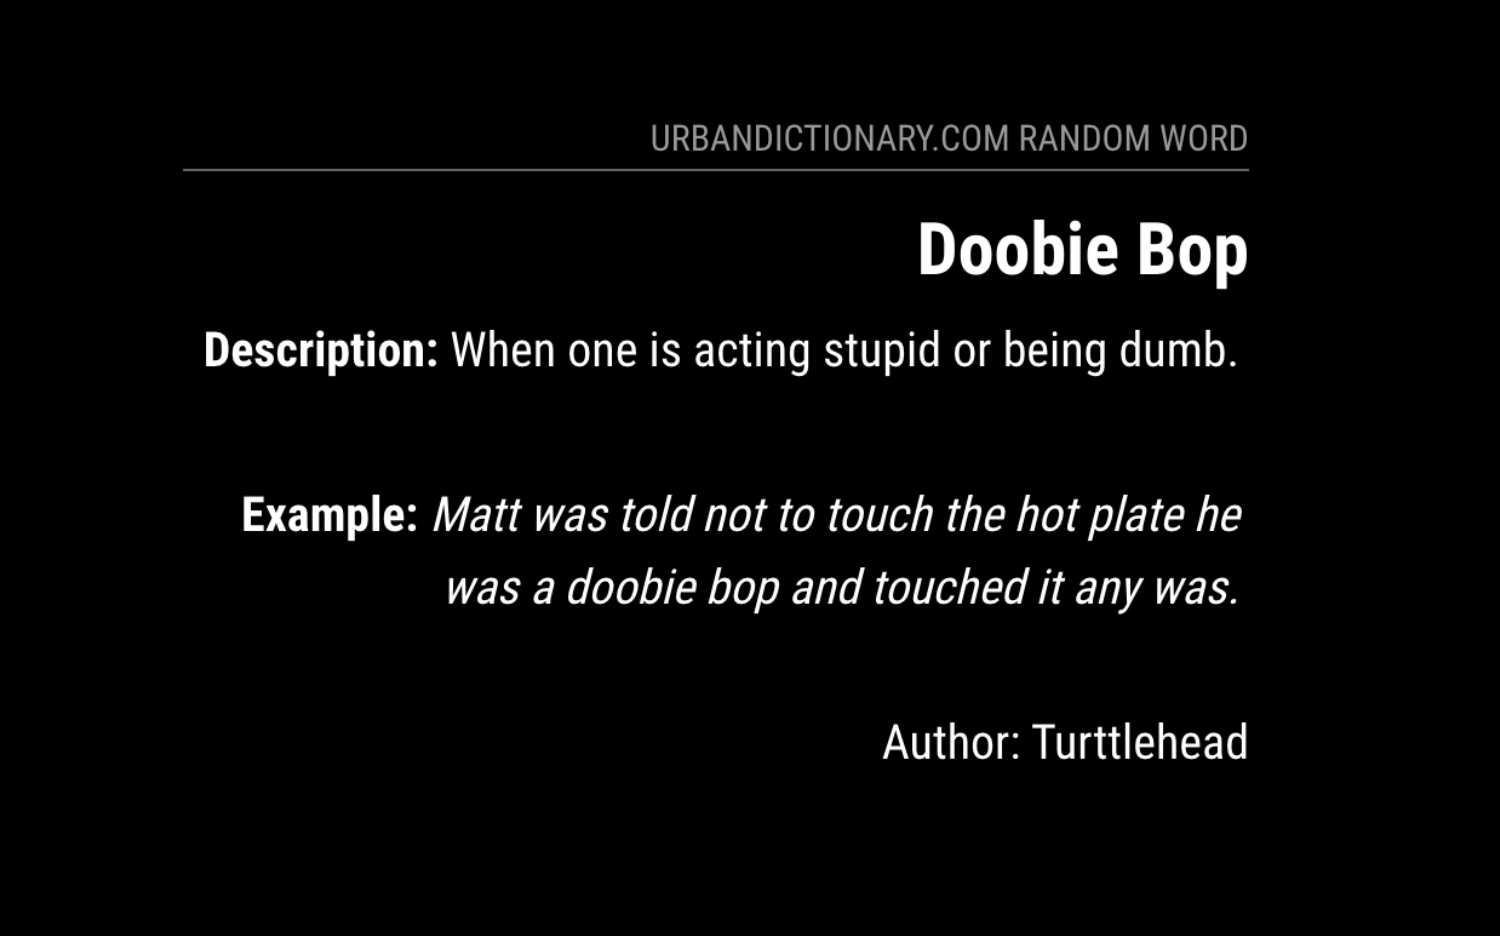 URBANDICTIONARY.COM RANDOM WORD
Doobie Bop
Description: When one is acting stupid or being dumb.
Example: Matt was told not to touch the hot plate he
was a doobie bop and touched it any was.
Author: Turttlehead